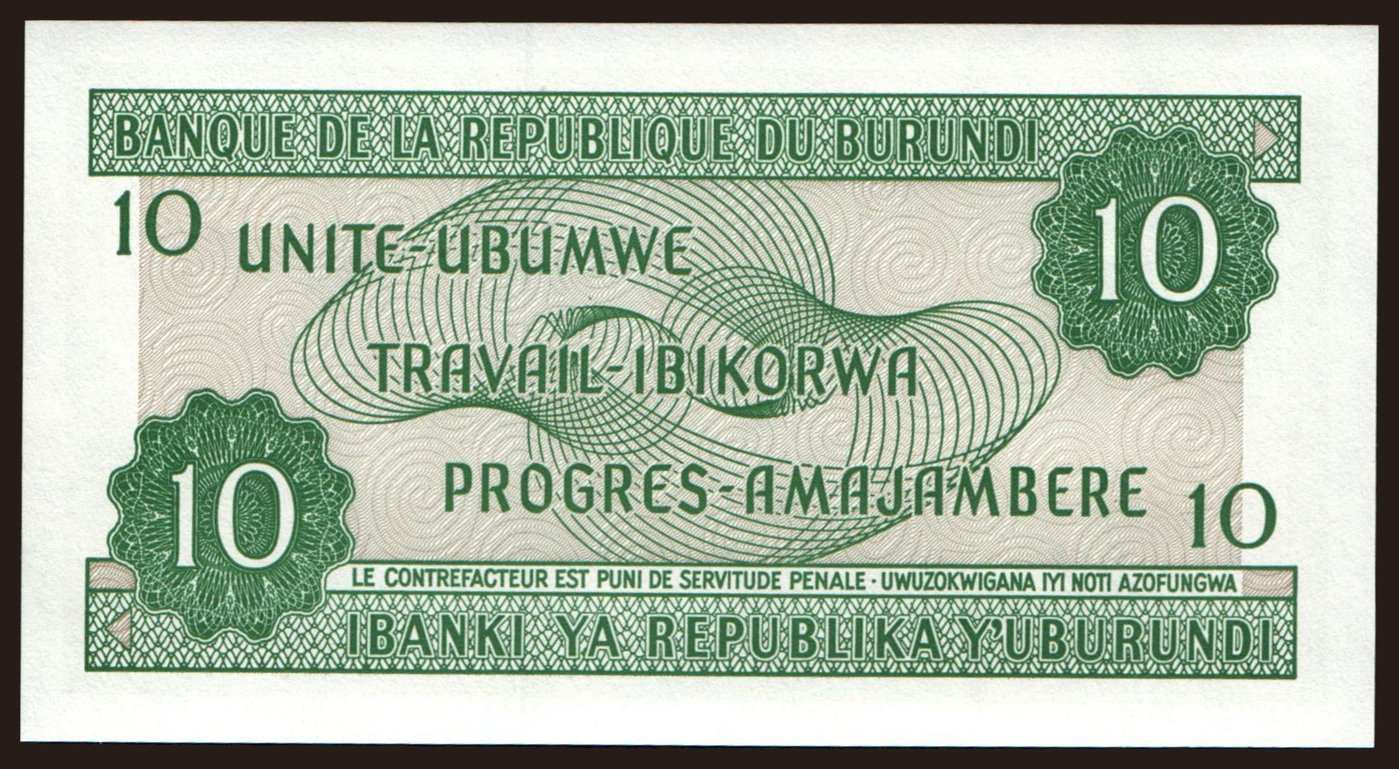 BANQUE DE LA REPUBLIQUE DU BURUNDI
10
10
UNITE-UBUMWE
TRAVAIL-IBIKORWA
PROGRES-AMAJAMBERE
10
10
LE CONTREFACTEUR EST PUNI DE SERVITUDE PENALE · UWUZOKWIGANA IYI NOTI AZOFUNGWA
IBANKI YA REPUBLIKA Y'UBURUNDI